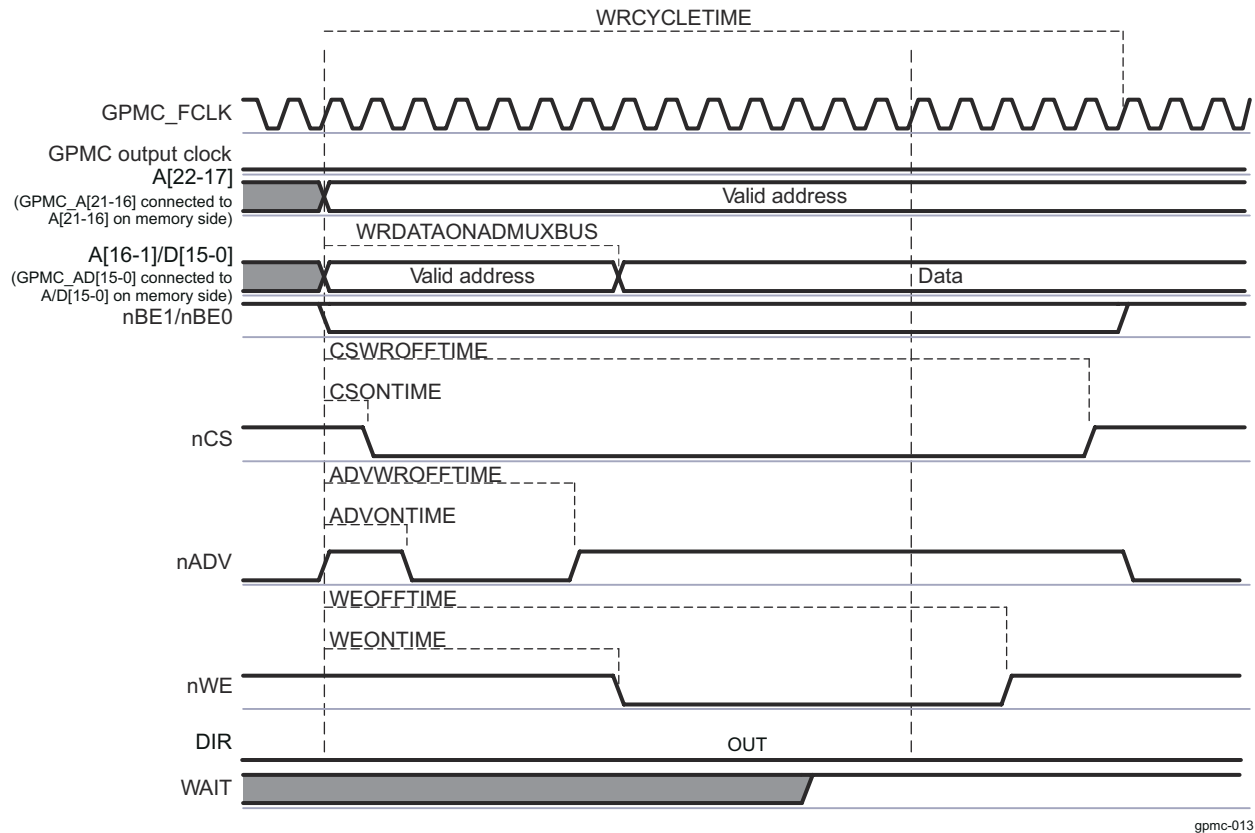 WRCYCLETIME
GPMC_FCLK
GPMC output clock
A[22-17]
(GPMC_A[21-16] connected to
A[21-16] on memory side)
Valid address
WRDATAONADMUXBUS
A[16-1]/D[15-0]
(GPMC_AD[15-0] connected to
A/D[15-0] on memory side)
Valid address
Data
nBE1/nBE0
CSWROFFTIME
CSONTIME
nCS
ADVWROFFTIME
ADVONTIME
nADV
WEOFFTIME
WEONTIME
nWE
DIR
OUT
WAIT
gpmc-013